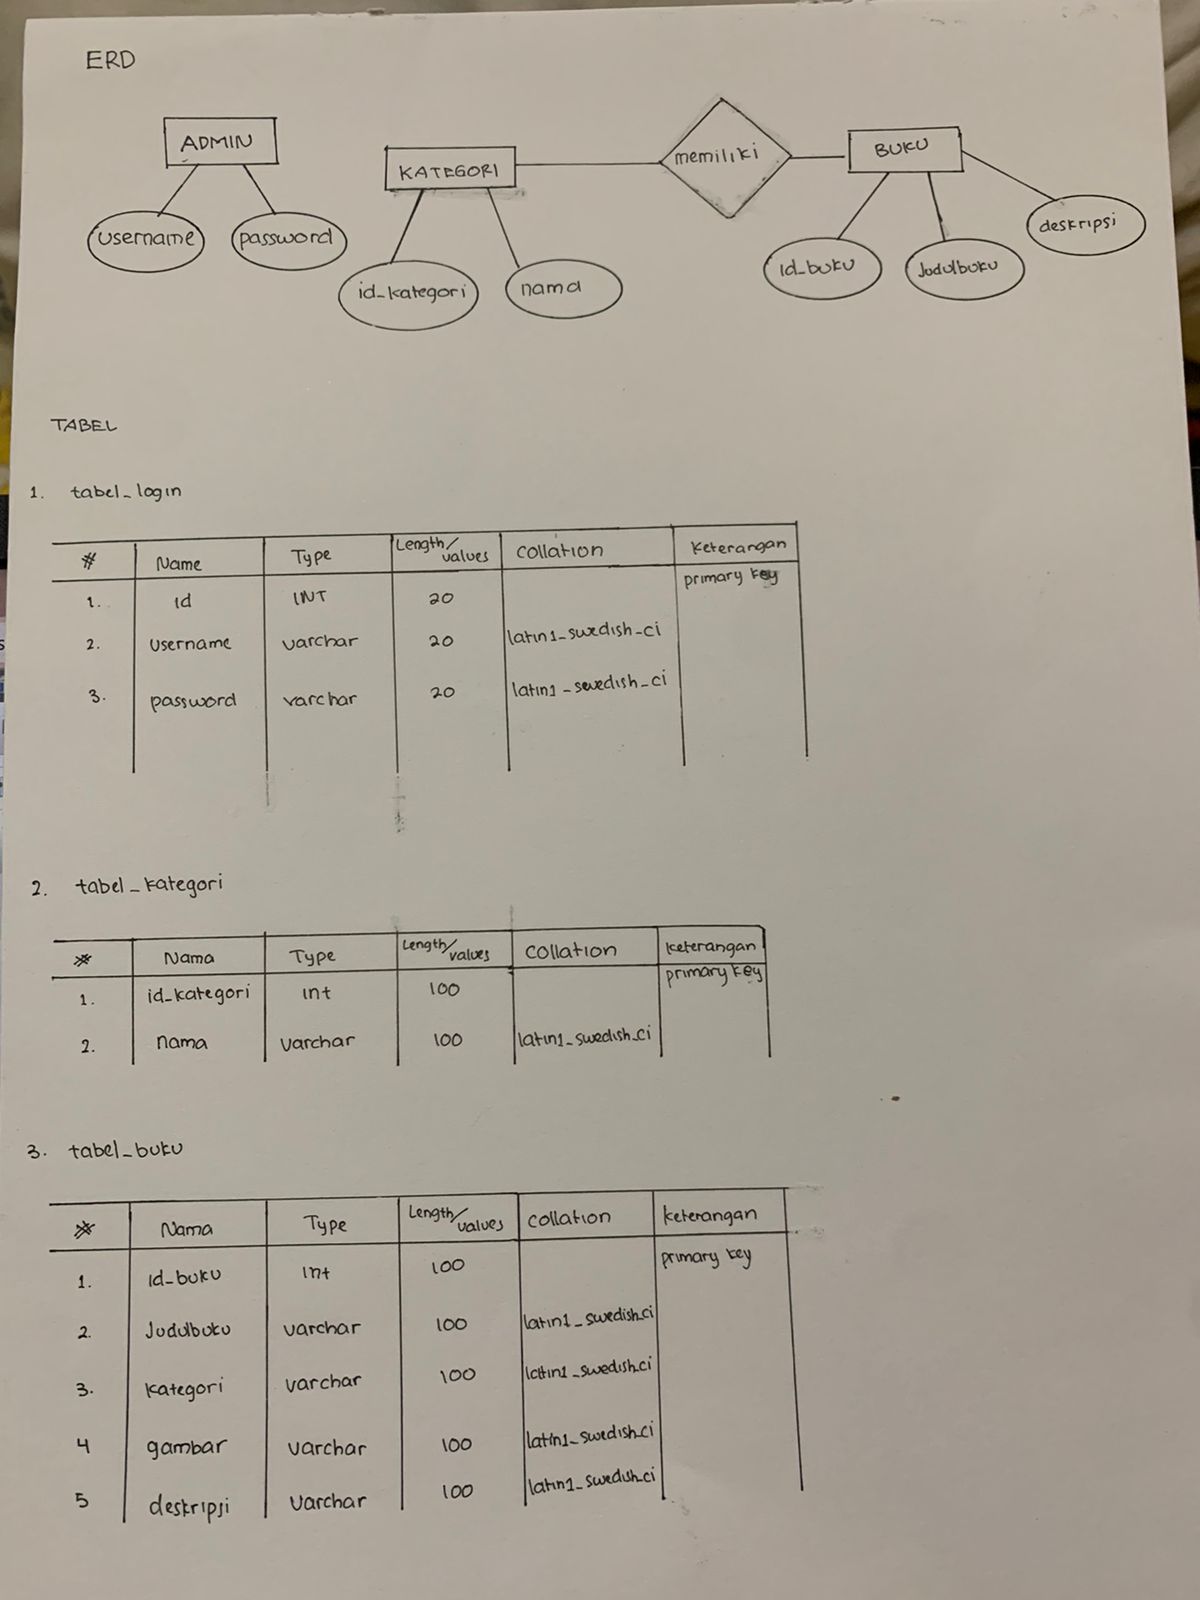 ERD
ADMIN
KATEGORI
memiliki
BUKU
username
password
id_kategori
nama
id_buku
Judulbuku
deskripsi
TABEL
1. tabel_login
# Name Type Length/values Collation Keterangan
1. id INT 20 primary key
2. username varchar 20 latin1_swedish_ci
3. password varchar 20 latin1_swedish_ci
2. tabel_kategori
# Nama Type Length/values Collation keterangan
1. id_kategori int 100 primary key
2. nama varchar 100 latin1_swedish_ci
3. tabel_buku
# Nama Type Length/values Collation keterangan
1. id_buku int 100 primary key
2. Judulbuku varchar 100 latin1_swedish_ci
3. kategori varchar 100 latin1_swedish_ci
4 gambar varchar 100 latin1_swedish_ci
5 deskripsi varchar 100 latin1_swedish_ci